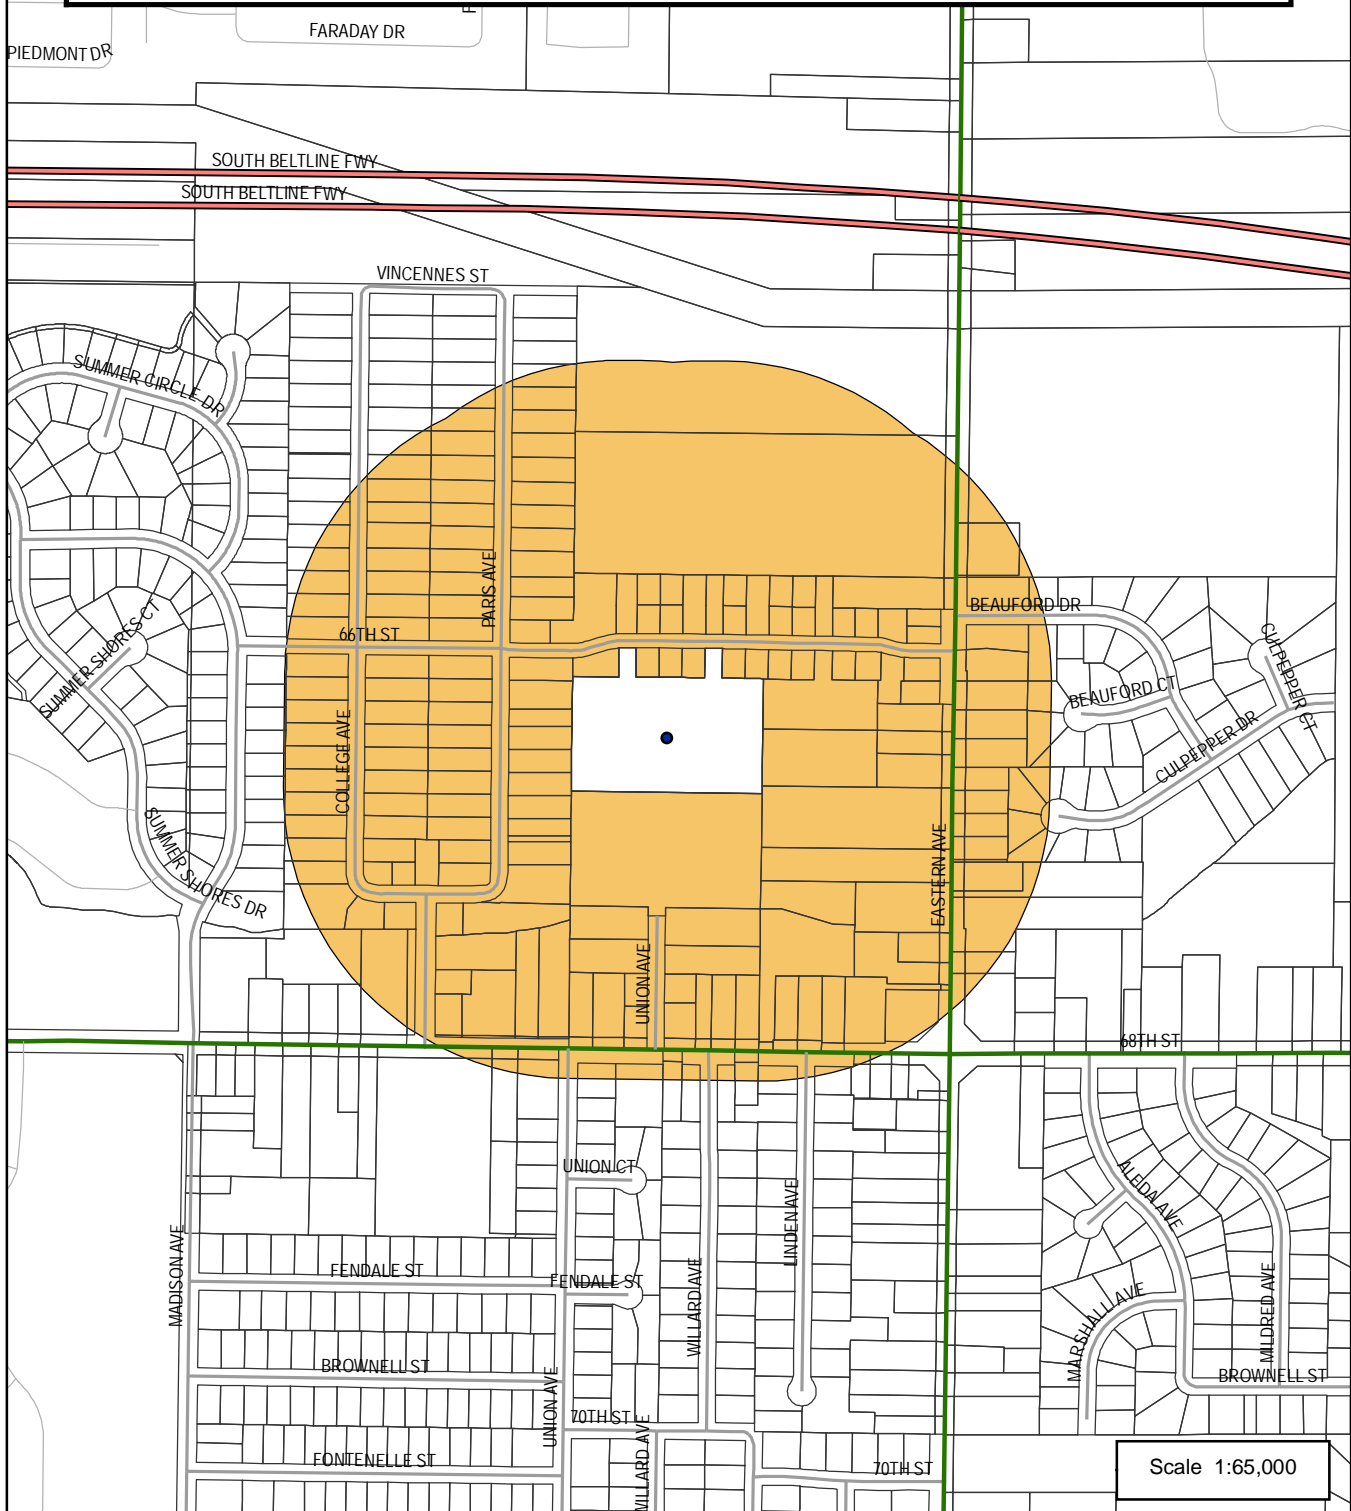 FARADAY DR
PIEDMONT DR
SOUTH BELTLINE FWY
SOUTH BELTLINE FWY
VINCENNES ST
SUMMER CIRCLE DR
PARIS AVE
BEAUFORD DR
66TH ST
SUMMER SHORES CT
CULPEPPER CT
BEAUFORD CT
COLLEGE AVE
CULPEPPER DR
SUMMER SHORES DR
EASTERN AVE
UNION AVE
68TH ST
UNION CT
ALEIDA AVE
LINDEN AVE
MADISON AVE
FENDALE ST
FENDALE ST
WILLARD AVE
MARSHALL AVE
MILDRED AVE
BROWNELL ST
BROWNELL ST
UNION AVE
70TH ST
WILLARD AVE
FONTENELLE ST
70TH ST
Scale 1:65,000